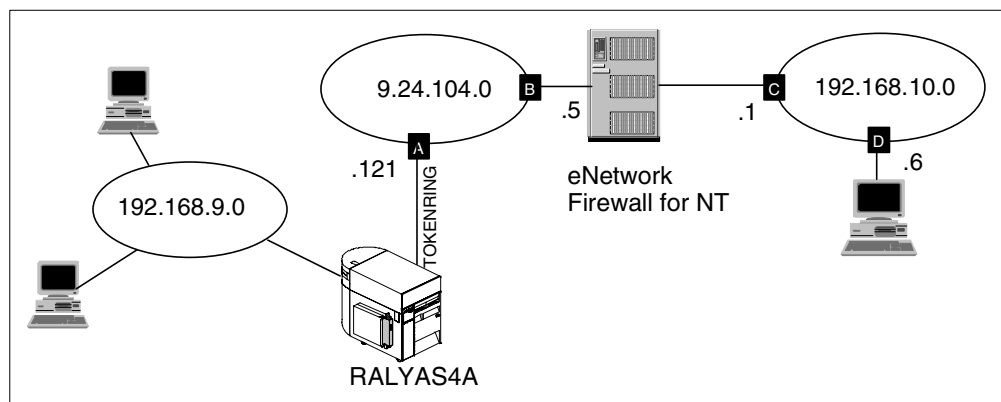 9.24.104.0
B
.5
C
.1
192.168.10.0
A
.121
TOKENRING
D
.6
eNetwork
Firewall for NT
192.168.9.0
RALYAS4A